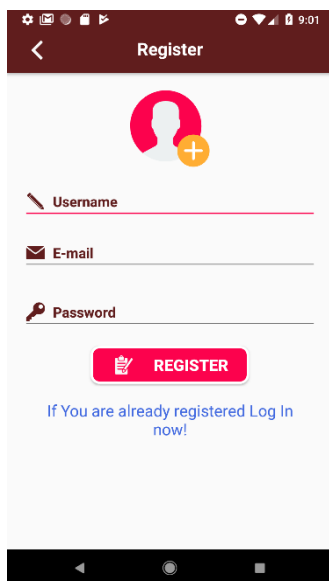 9:01
Register
Username
E-mail
Password
REGISTER
If You are already registered Log In
now!